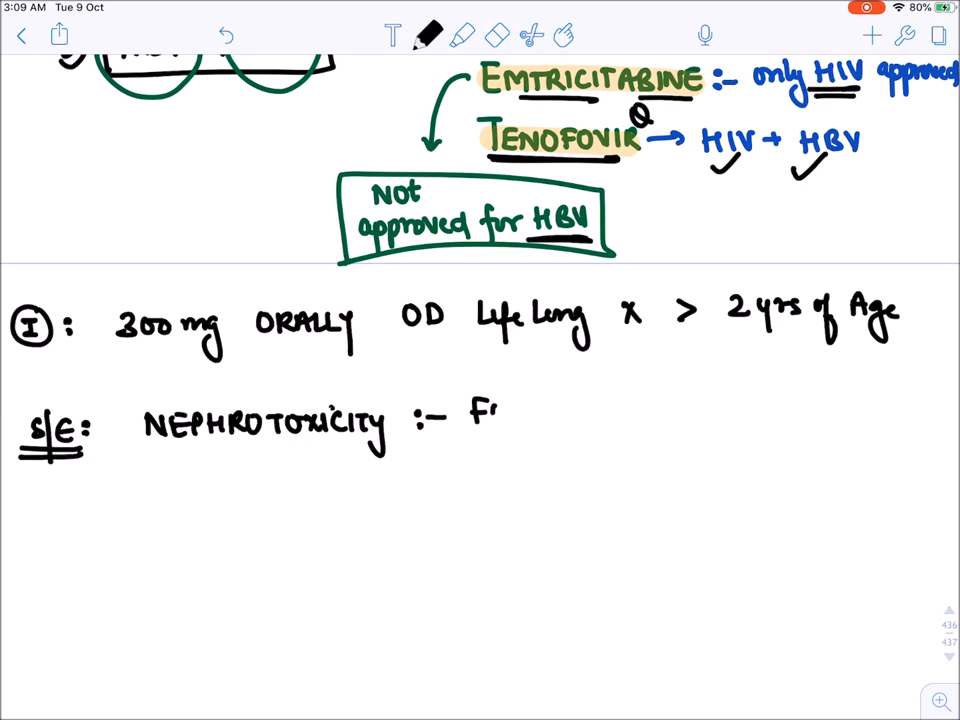 3:09 AM Tue 9 Oct
80%
EMTRICITABINE :- only HIV approved
Q
TENOFOVIR → HIV + HBV
Not
approved for HBV
I : 300 mg ORALLY OD Life Long x > 2 yrs of Age
S/E: NEPHROTOXICITY :- F
436
437